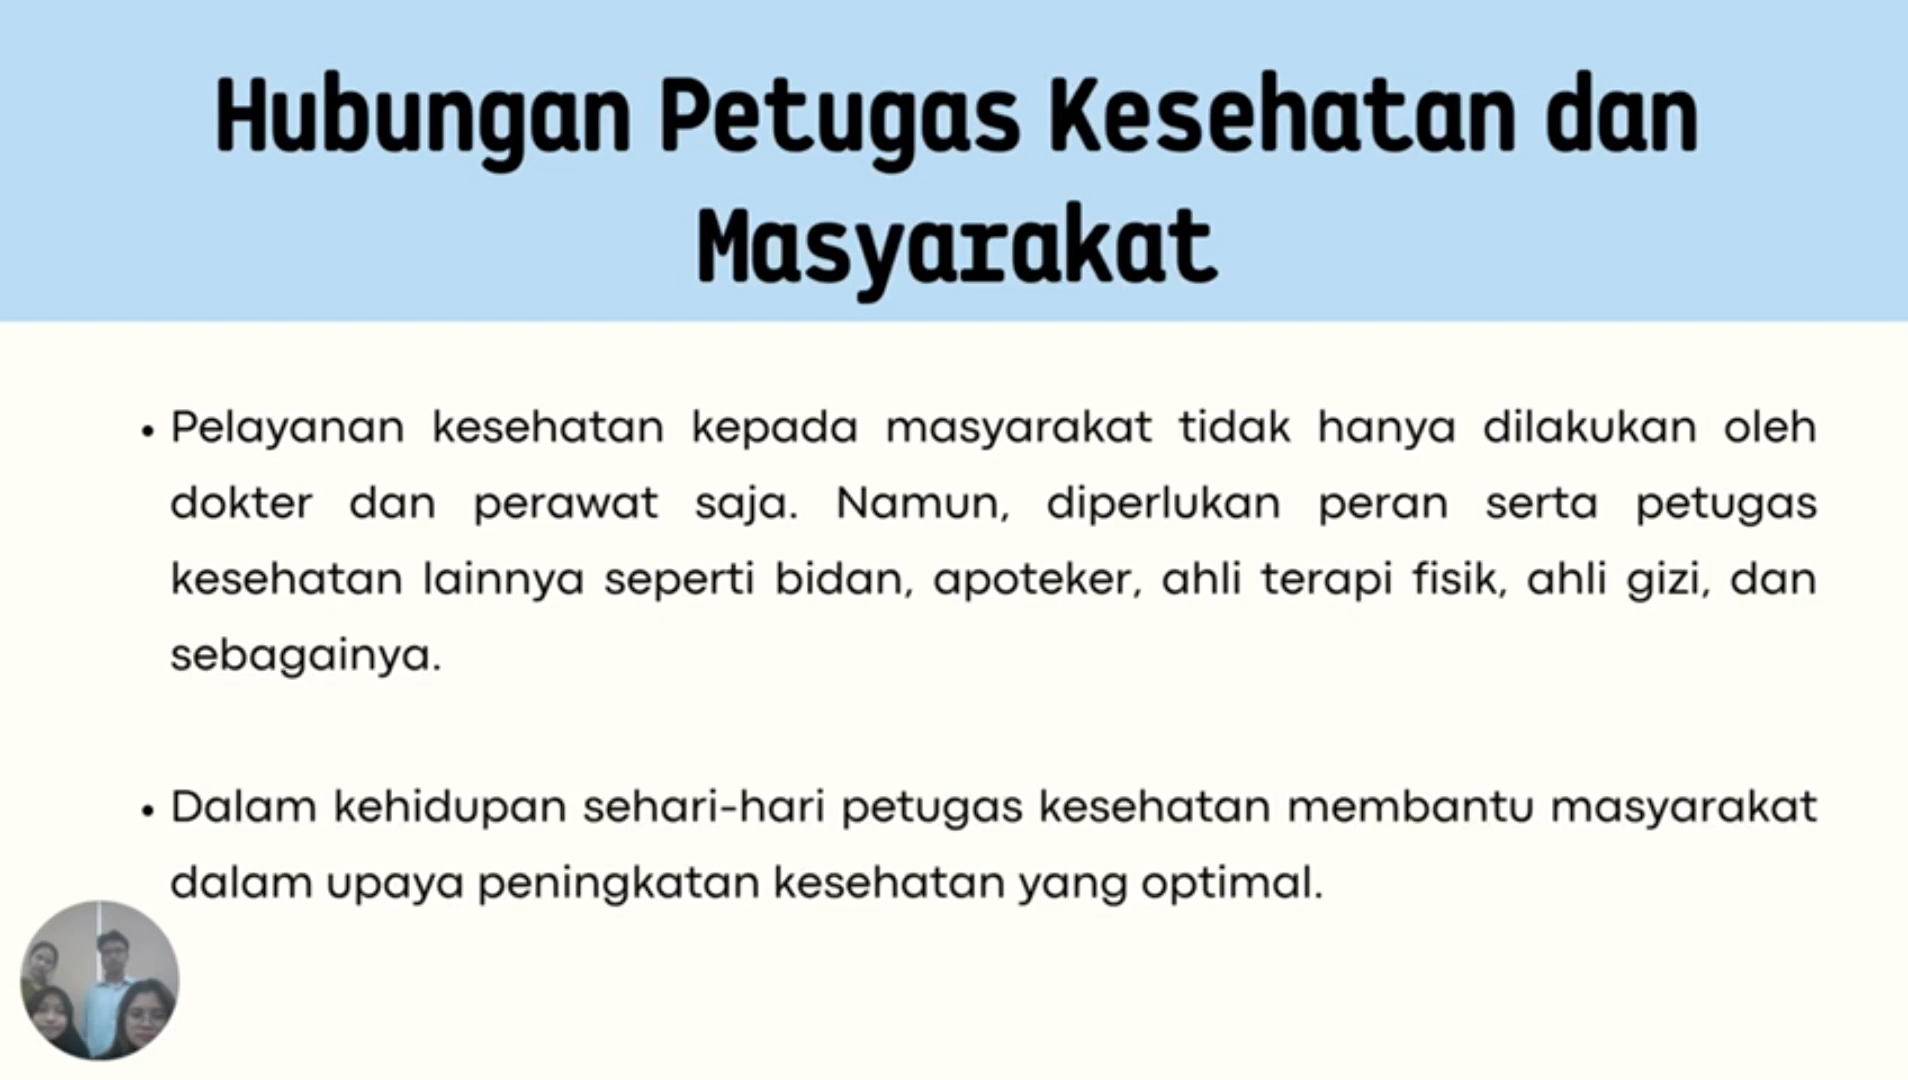 Hubungan Petugas Kesehatan dan
Masyarakat
• Pelayanan kesehatan kepada masyarakat tidak hanya dilakukan oleh
dokter dan perawat saja. Namun, diperlukan peran serta petugas
kesehatan lainnya seperti bidan, apoteker, ahli terapi fisik, ahli gizi, dan
sebagainya.
• Dalam kehidupan sehari-hari petugas kesehatan membantu masyarakat
dalam upaya peningkatan kesehatan yang optimal.